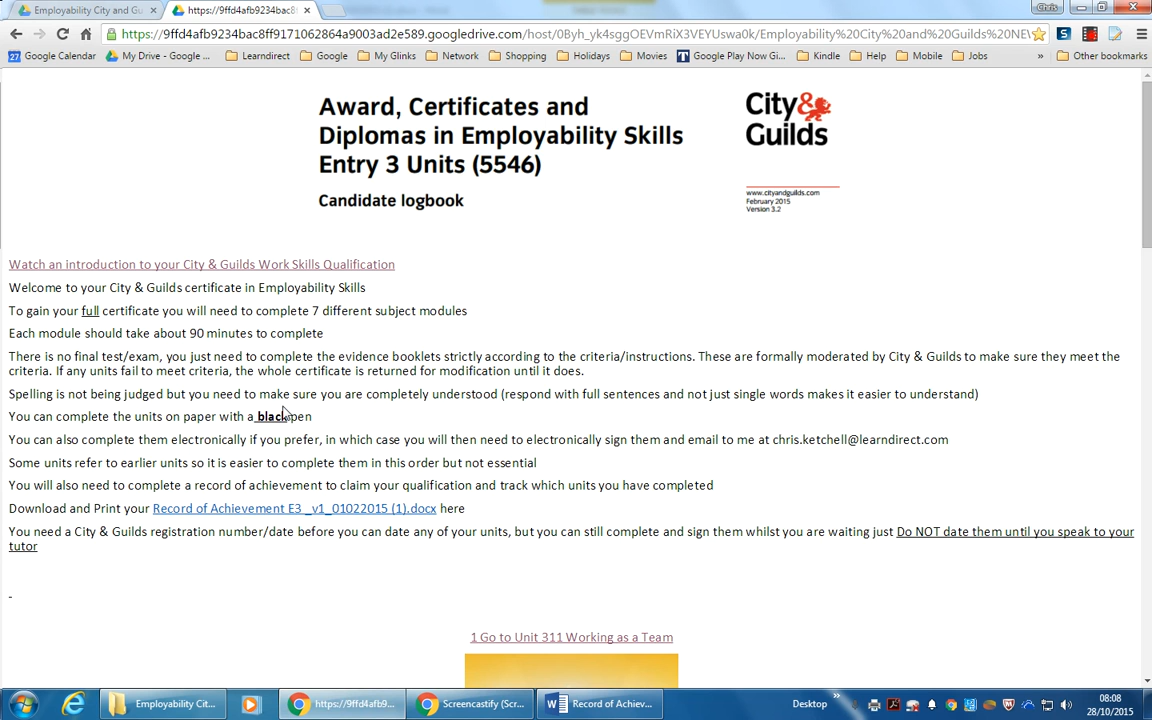 Employability City and Gu
https://9ffd4afb9234bac8
Chris
https://9ffd4afb9234bac8ff9171062864a9003ad2e589.googledrive.com/host/0Byh_yk4sggOEVmRiX3VEYUswa0k/Employability%20City%20and%20Guilds%20NEV
27 Google Calendar My Drive - Google ... Learndirect Google My Glinks Network Shopping Holidays Movies Google Play Now Gi... Kindle Help Mobile Jobs » Other bookmarks
Award, Certificates and
Diplomas in Employability Skills
Entry 3 Units (5546)
Candidate logbook
City&
Guilds
www.cityandguilds.com
February 2015
Version 3.2
Watch an introduction to your City & Guilds Work Skills Qualification
Welcome to your City & Guilds certificate in Employability Skills
To gain your full certificate you will need to complete 7 different subject modules
Each module should take about 90 minutes to complete
There is no final test/exam, you just need to complete the evidence booklets strictly according to the criteria/instructions. These are formally moderated by City & Guilds to make sure they meet the
criteria. If any units fail to meet criteria, the whole certificate is returned for modification until it does.
Spelling is not being judged but you need to make sure you are completely understood (respond with full sentences and not just single words makes it easier to understand)
You can complete the units on paper with a black pen
You can also complete them electronically if you prefer, in which case you will then need to electronically sign them and email to me at chris.ketchell@learndirect.com
Some units refer to earlier units so it is easier to complete them in this order but not essential
You will also need to complete a record of achievement to claim your qualification and track which units you have completed
Download and Print your Record of Achievement E3 _v1_01022015 (1).docx here
You need a City & Guilds registration number/date before you can date any of your units, but you can still complete and sign them whilst you are waiting just Do NOT date them until you speak to your
tutor
1 Go to Unit 311 Working as a Team
Employability Cit... https://9ffd4afb9... Screencastify (Scr... Record of Achiev... Desktop »
08:08
28/10/2015